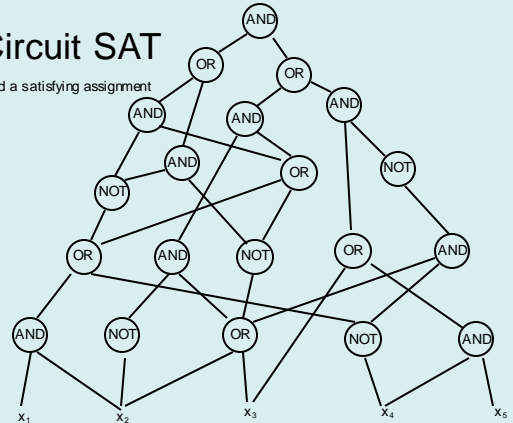 AND
Circuit SAT
OR
OR
d a satisfying assignment
AND
AND
AND
AND
OR
NOT
NOT
OR
AND
NOT
OR
AND
AND
NOT
OR
NOT
AND
x₁
x₂
x₃
x₄
x₅